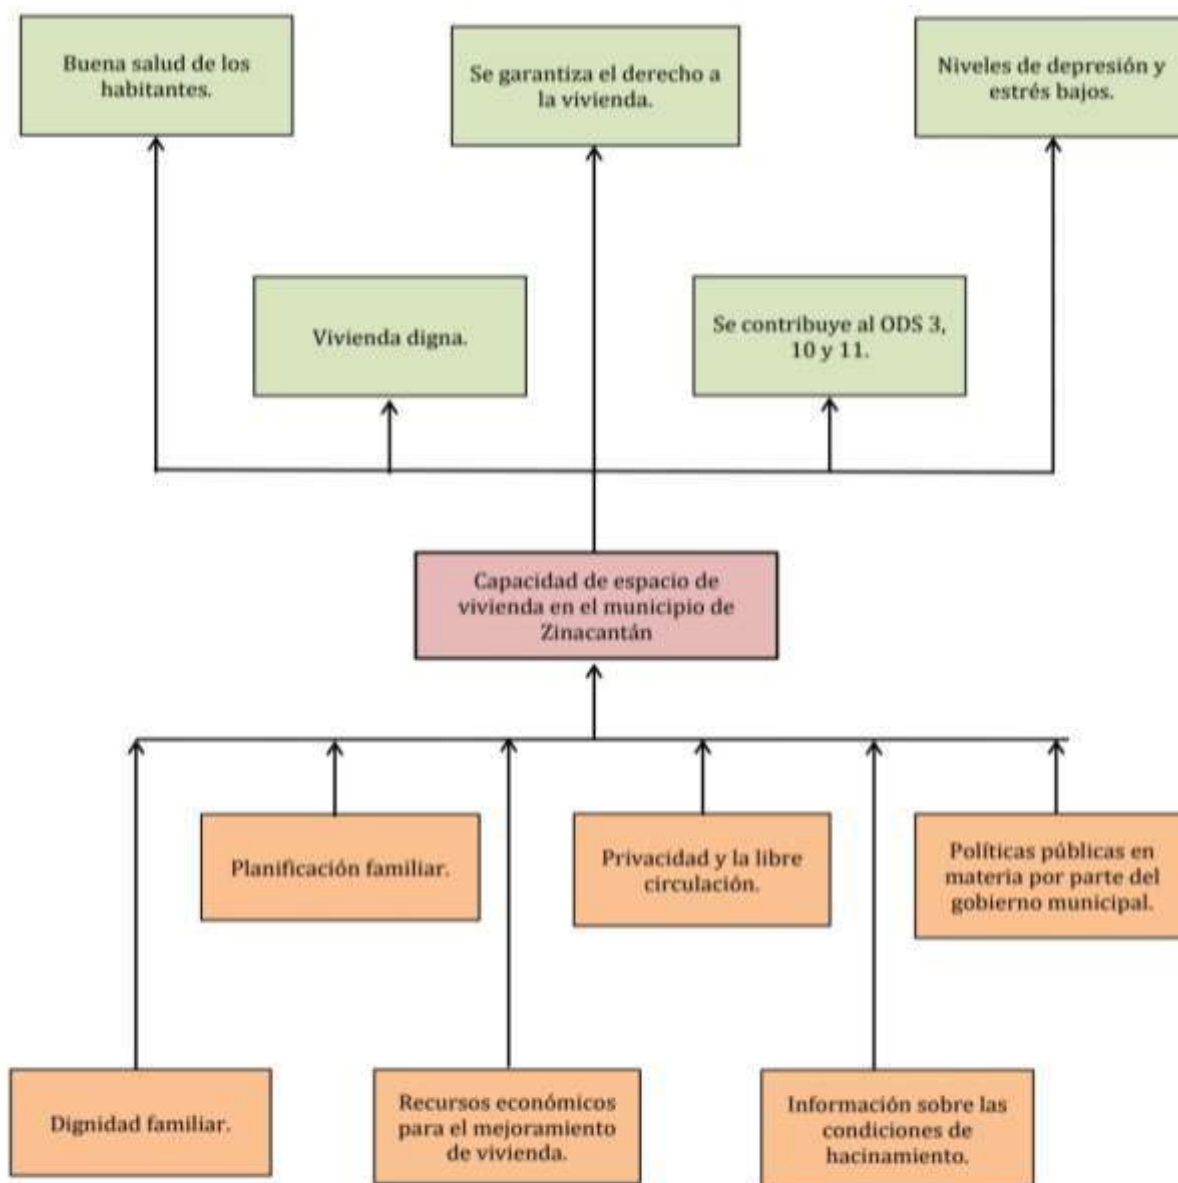 Buena salud de los
habitantes.
Se garantiza el derecho a
la vivienda.
Niveles de depresión y
estrés bajos.
Vivienda digna.
Se contribuye al ODS 3,
10 y 11.
Capacidad de espacio de
vivienda en el municipio de
Zinacantán
Planificación familiar.
Privacidad y la libre
circulación.
Políticas públicas en
materia por parte del
gobierno municipal.
Dignidad familiar.
Recursos económicos
para el mejoramiento
de vivienda.
Información sobre las
condiciones de
hacinamiento.